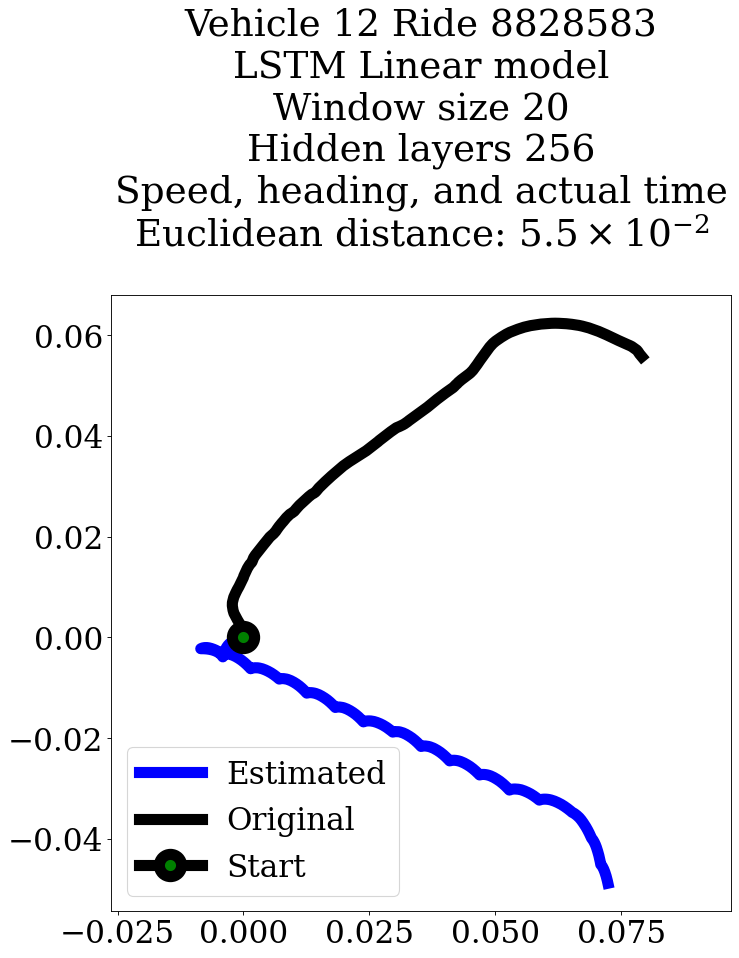 Vehicle 12 Ride 8828583
LSTM Linear model
Window size 20
Hidden layers 256
Speed, heading, and actual time
Euclidean distance: 5.5 × 10⁻²
0.06
0.04
0.02
0.00
−0.02
−0.04
Estimated
Original
Start
−0.025 0.000 0.025 0.050 0.075